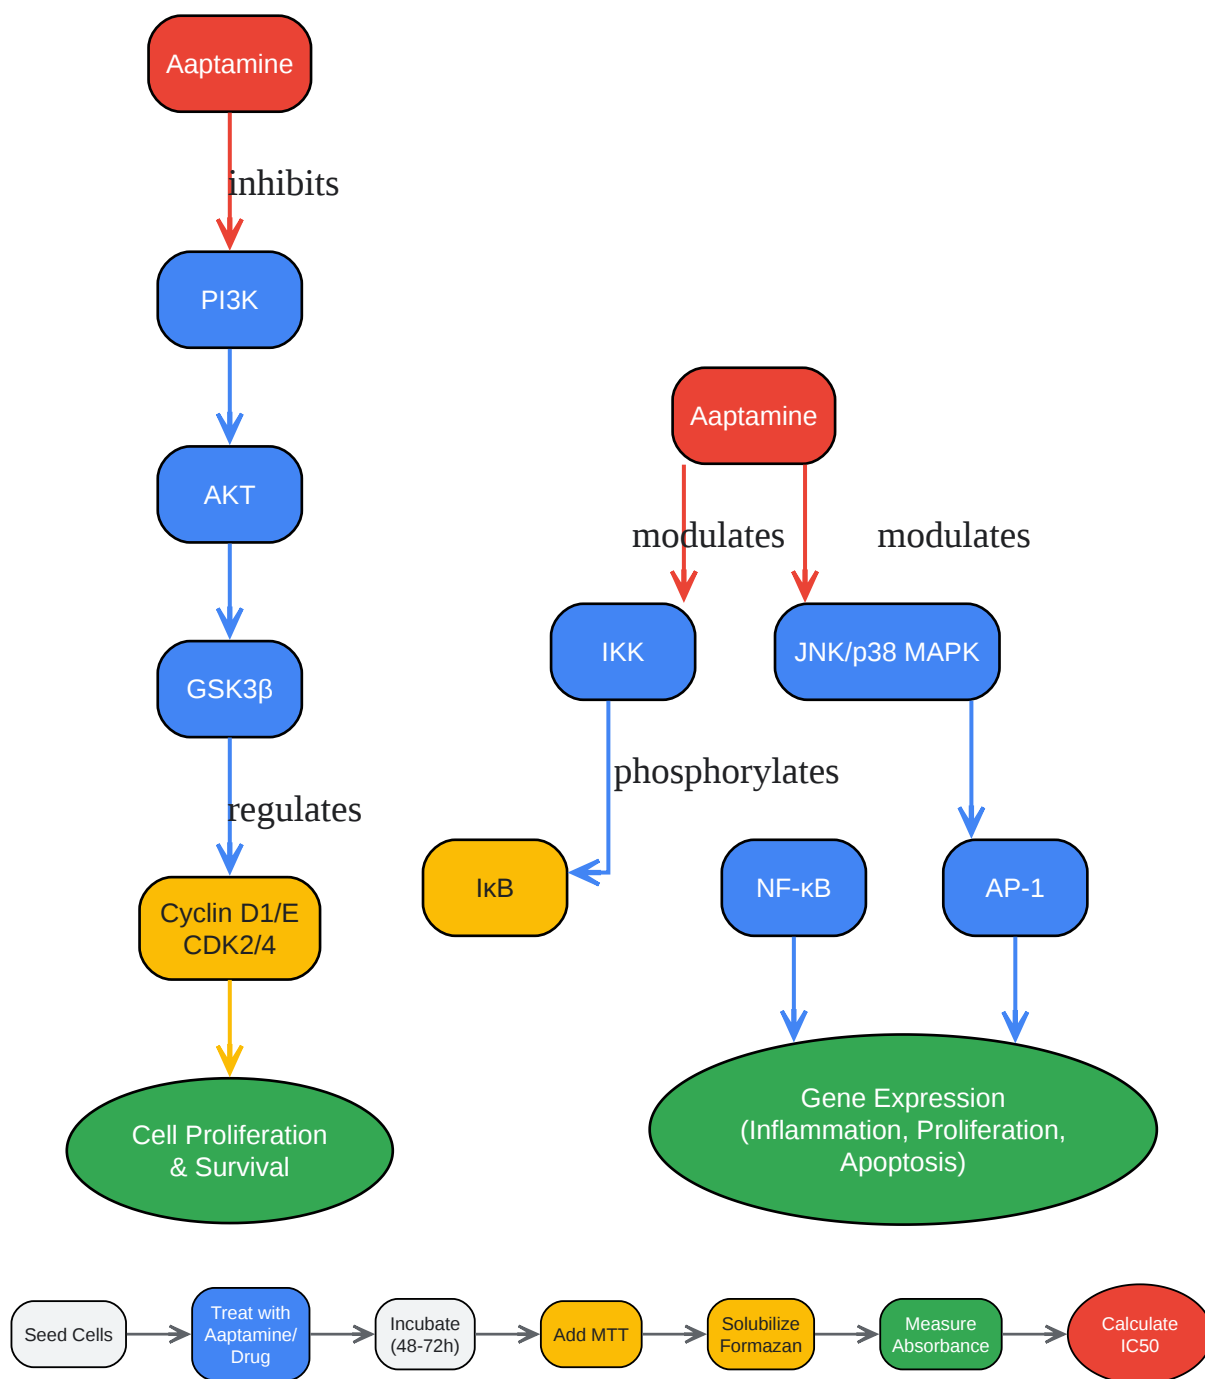 Aaptamine
inhibits
PI3K
AKT
GSK3β
regulates
Cyclin D1/E
CDK2/4
Cell Proliferation
& Survival
Aaptamine
modulates
modulates
IKK
JNK/p38 MAPK
phosphorylates
IκB
NF-κB
AP-1
Gene Expression
(Inflammation, Proliferation,
Apoptosis)
Seed Cells
Treat with
Aaptamine/
Drug
Incubate
(48-72h)
Add MTT
Solubilize
Formazan
Measure
Absorbance
Calculate
IC50